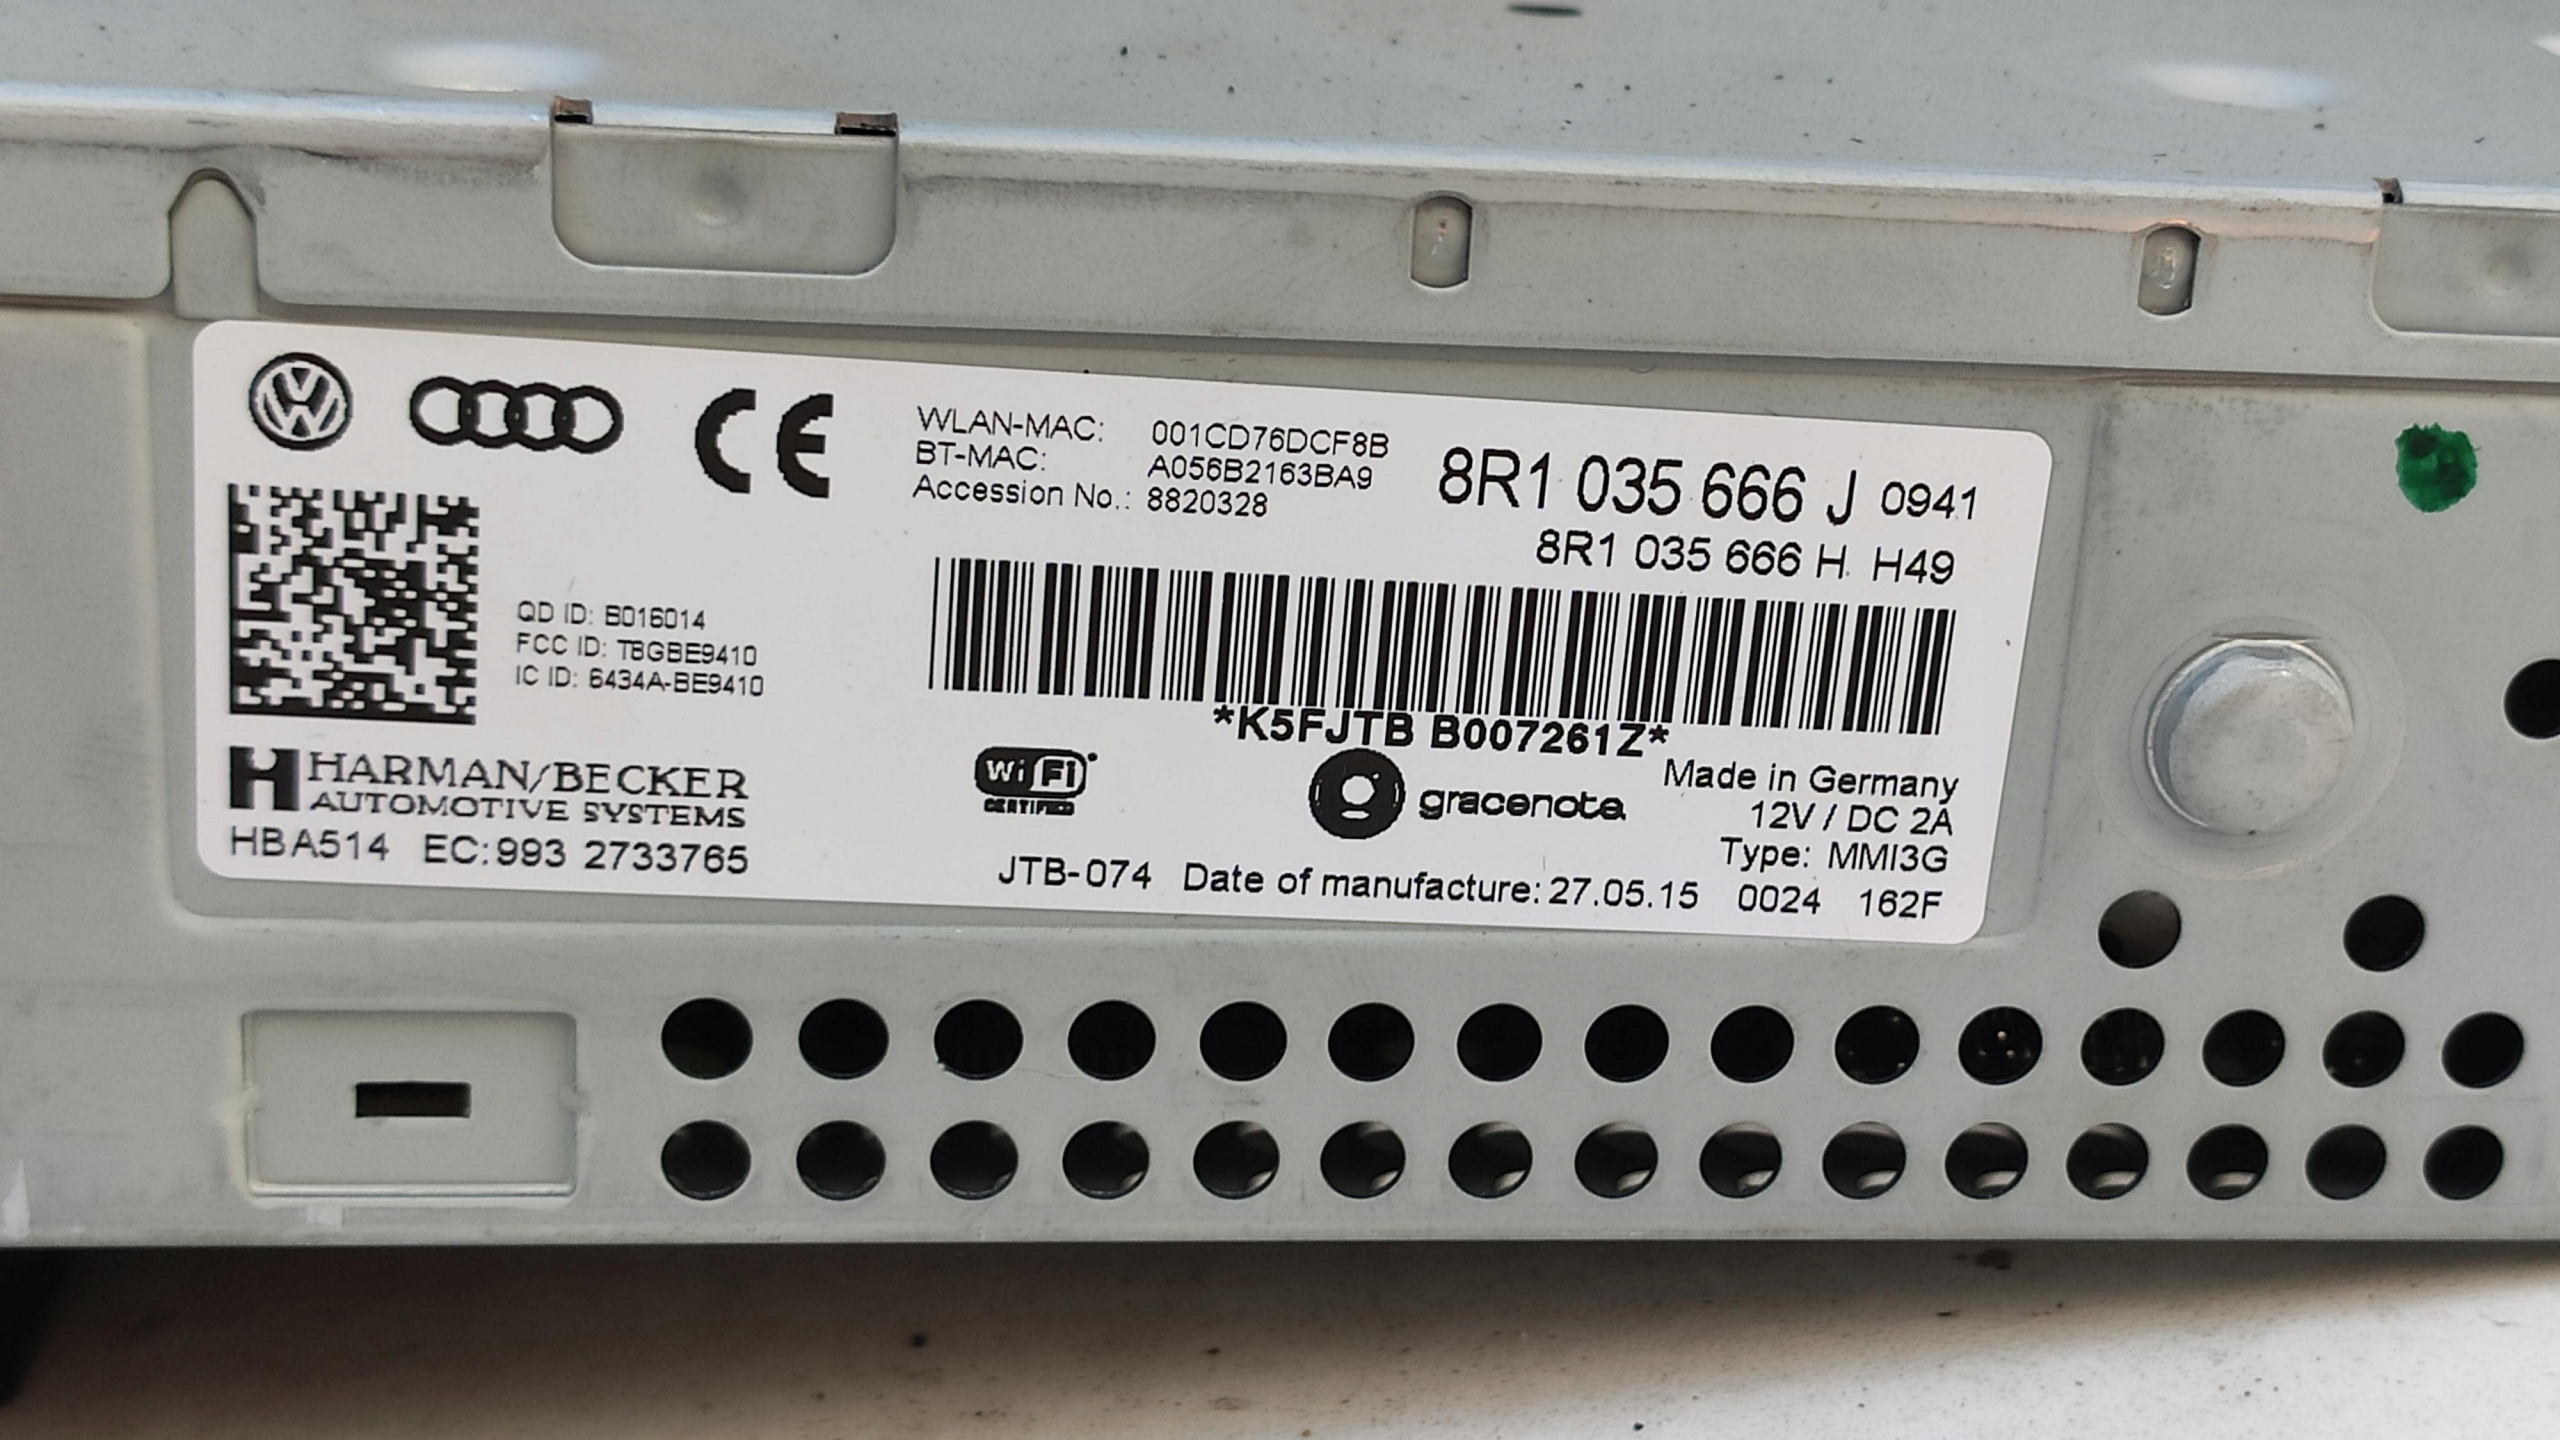 WLAN-MAC: 001CD76DCF8B
BT-MAC: A056B2163BA9
Accession No.: 8820328
8R1 035 666 J 0941
8R1 035 666 H H49
QD ID: B016014
FCC ID: T8GBE9410
IC ID: 6434A-BE9410
*K5FJTB B007261Z*
HARMAN/BECKER
AUTOMOTIVE SYSTEMS
HBA514 EC:993 2733765
Wi Fi
CERTIFIED
gracenote
Made in Germany
12V / DC 2A
Type: MMI3G
JTB-074 Date of manufacture: 27.05.15 0024 162F